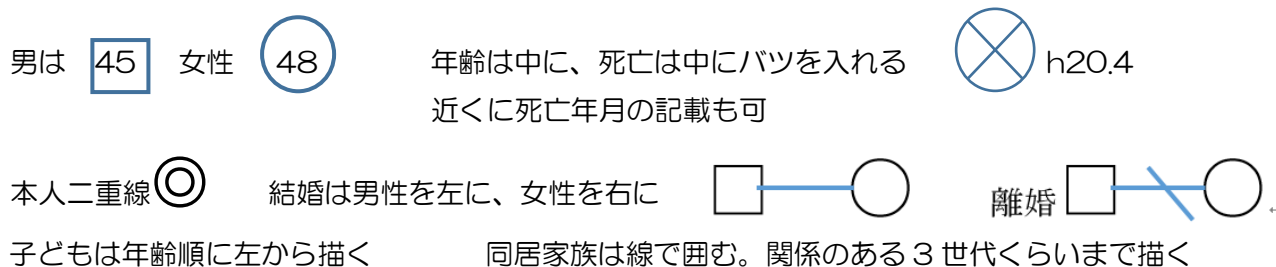 男は 45 女性 48 年齢は中に、死亡は中にバツを入れる h20.4
近くに死亡年月の記載も可
本人二重線 結婚は男性を左に、女性を右に 離婚
子どもは年齢順に左から描く 同居家族は線で囲む。関係のある3世代くらいまで描く